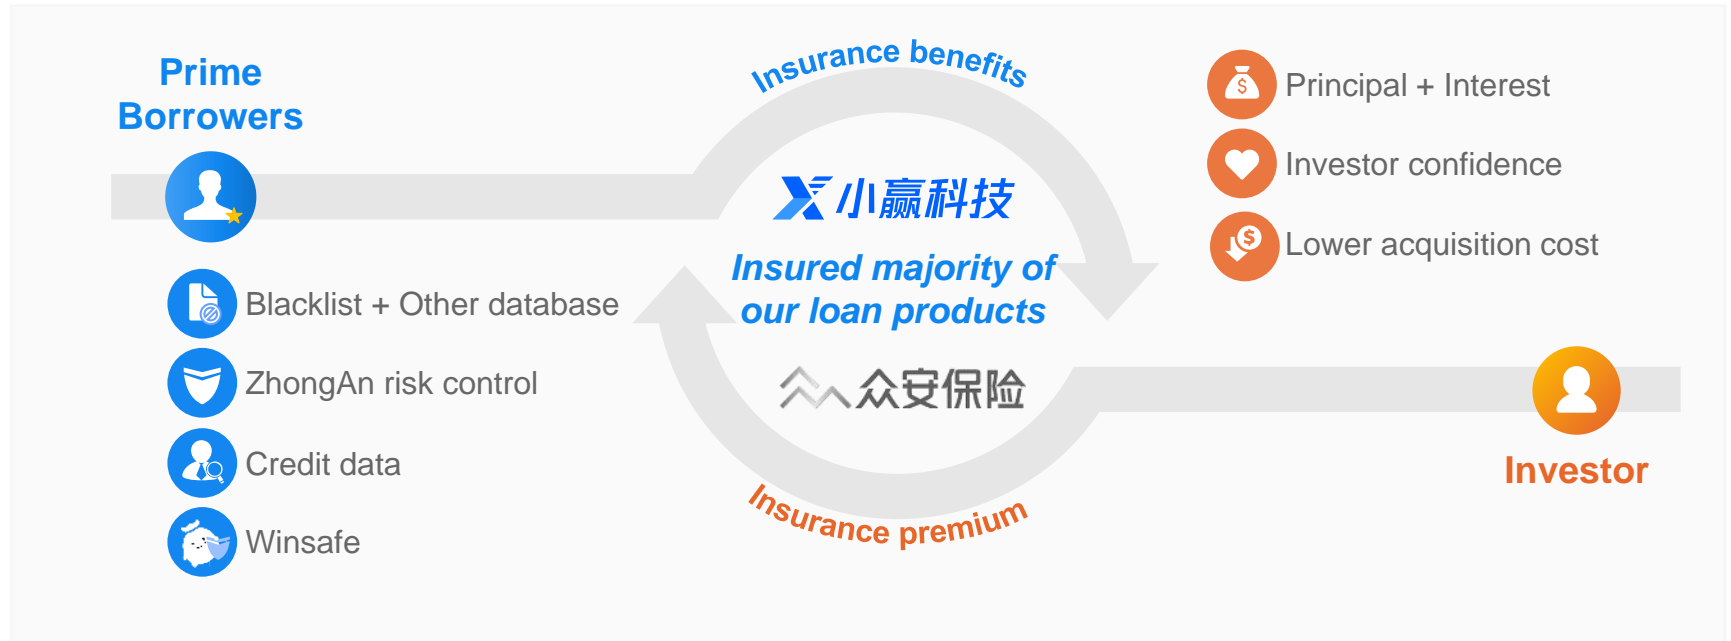 Prime
Borrowers
Blacklist + Other database
ZhongAn risk control
Credit data
Winsafe
Insurance benefits
小赢科技
Insured majority of
our loan products
众安保险
Insurance premium
Principal + Interest
Investor confidence
Lower acquisition cost
Investor